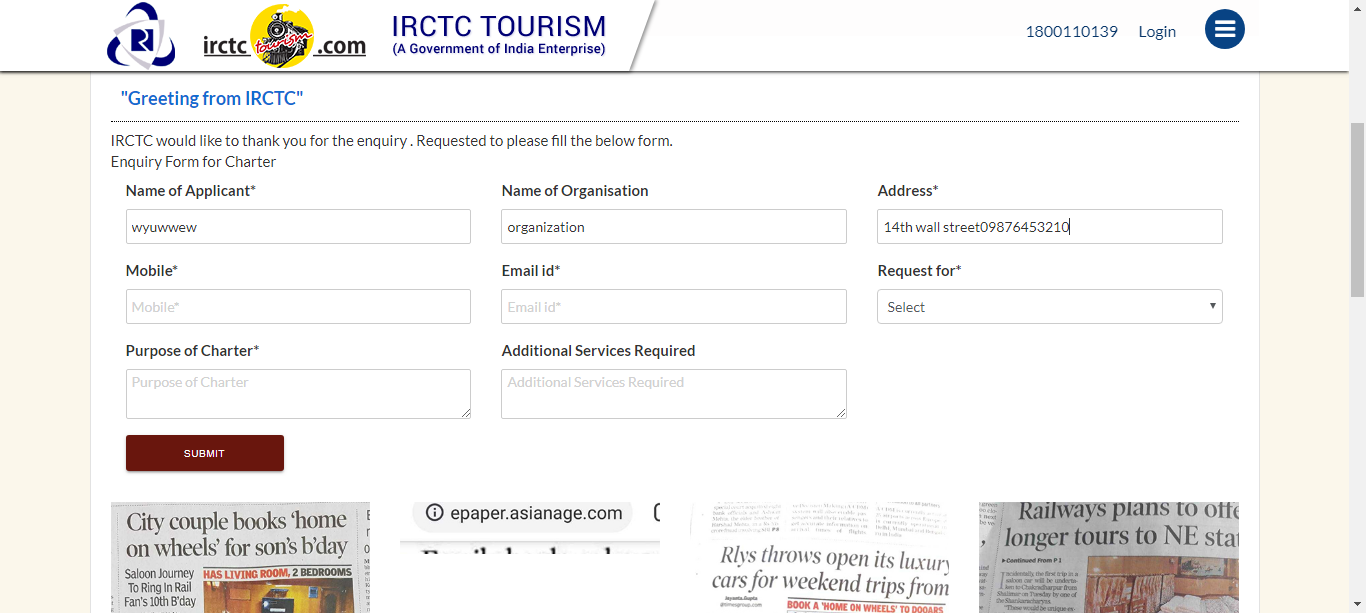 R
irctc tourism .com
IRCTC TOURISM
(A Government of India Enterprise)
1800110139 Login
"Greeting from IRCTC"
IRCTC would like to thank you for the enquiry . Requested to please fill the below form.
Enquiry Form for Charter
Name of Applicant* Name of Organisation Address*
wyuwwew organization 14th wall street09876453210
Mobile* Email id* Request for*
Mobile* Email id* Select
Purpose of Charter* Additional Services Required
Purpose of Charter Additional Services Required
SUBMIT
City couple books 'home
on wheels' for son's b'day
Saloon Journey
To Ring In Rail
Fan's 10th B'day
HAS LIVING ROOM, 2 BEDROOMS
epaper.asianage.com
Rlys throws open its luxury
cars for weekend trips from
BOOK A 'HOME ON WHEELS' TO DOOARS
Railways plans to offe
longer tours to NE stat
Continued From P 1